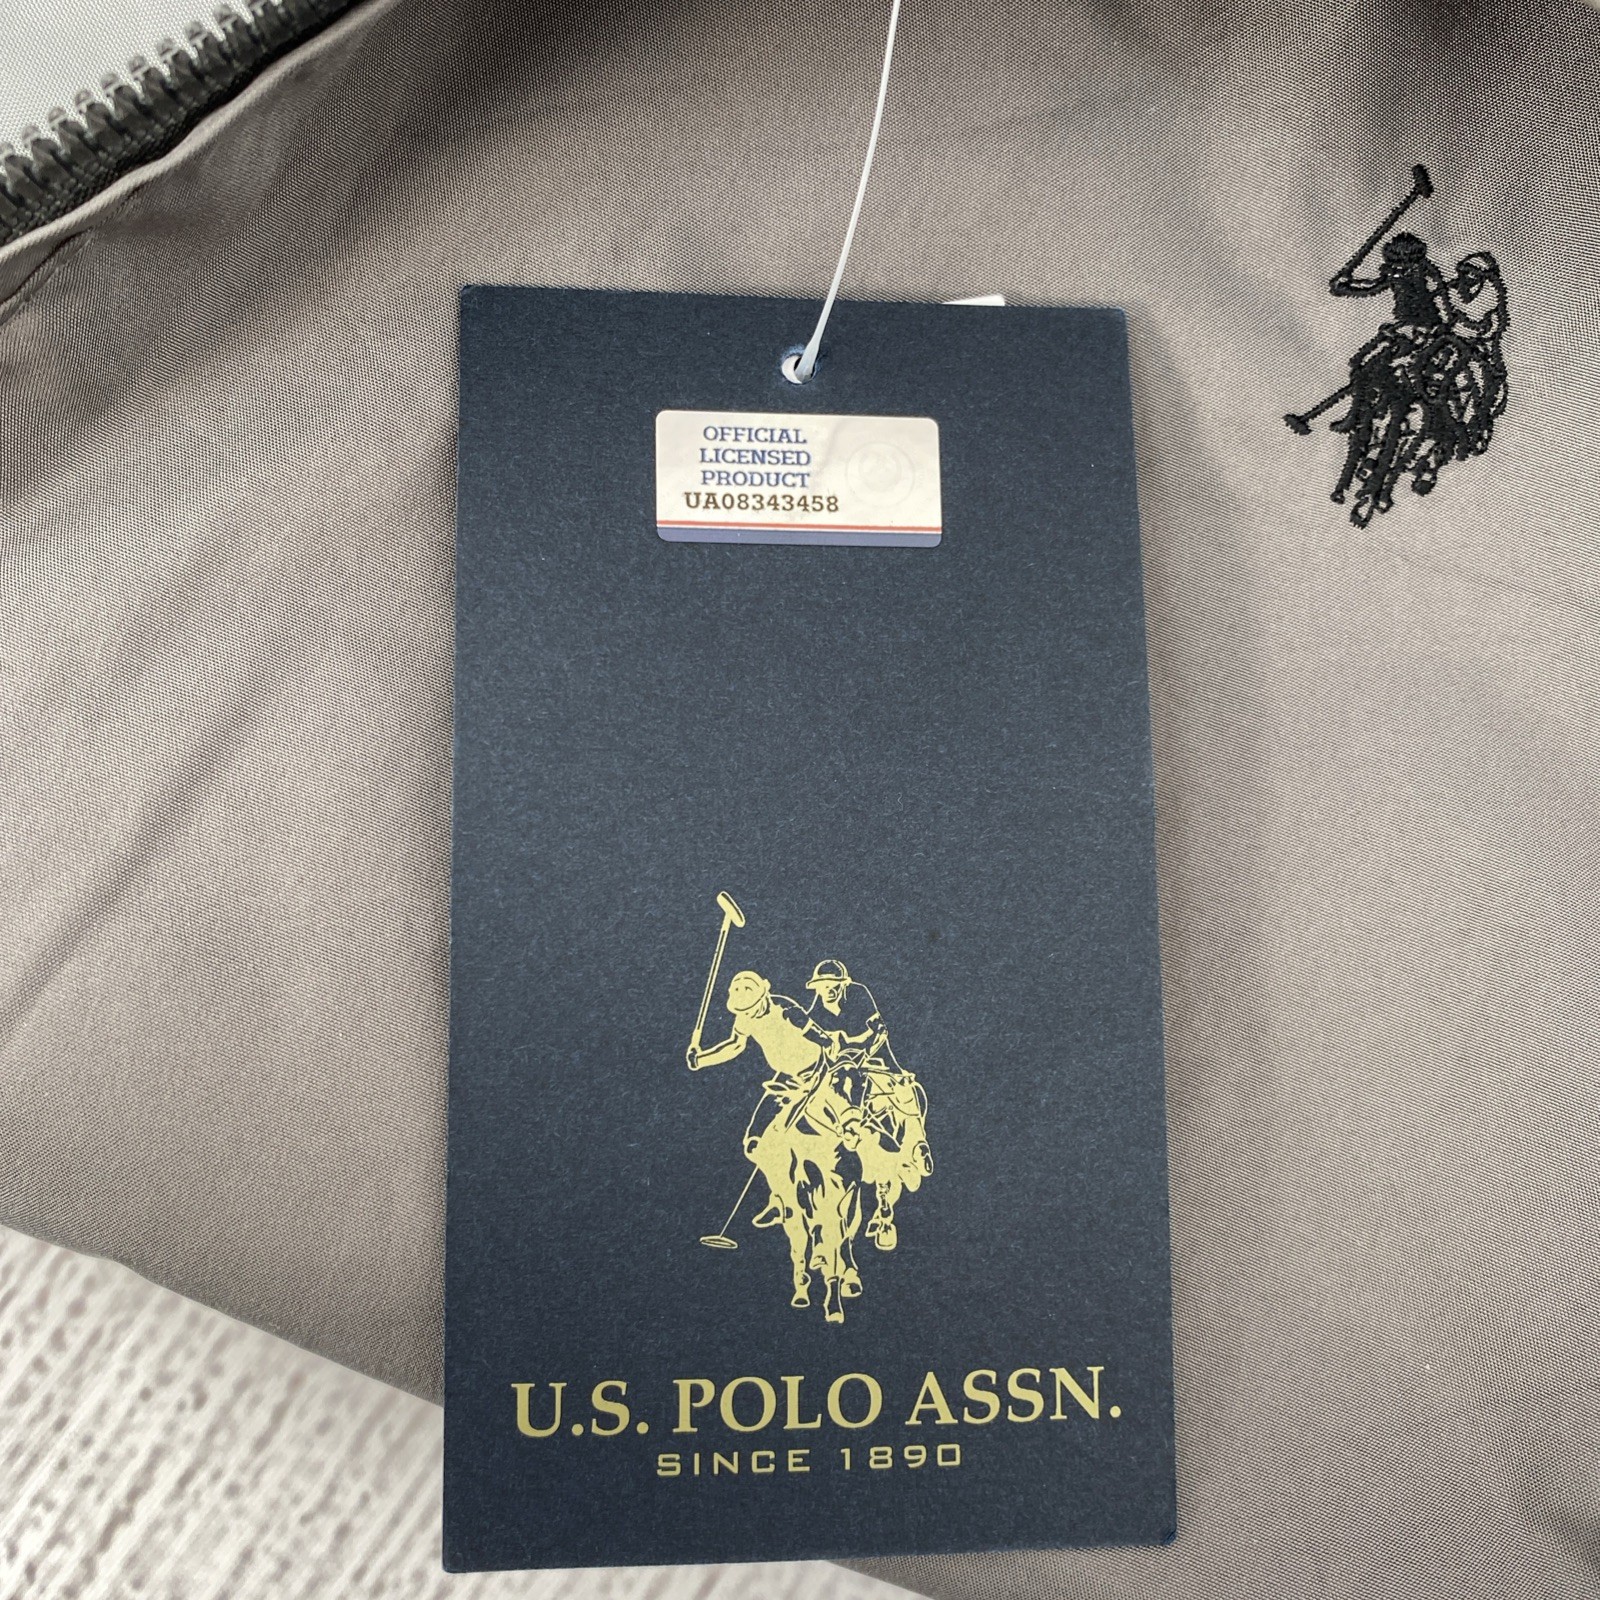 OFFICIAL
LICENSED
PRODUCT
UA08343458
U.S. POLO ASSN.
SINCE 1890